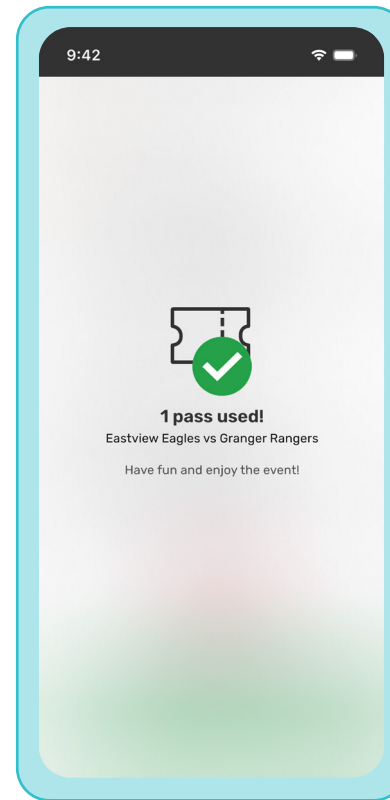 9:42
1 pass used!
Eastview Eagles vs Granger Rangers
Have fun and enjoy the event!